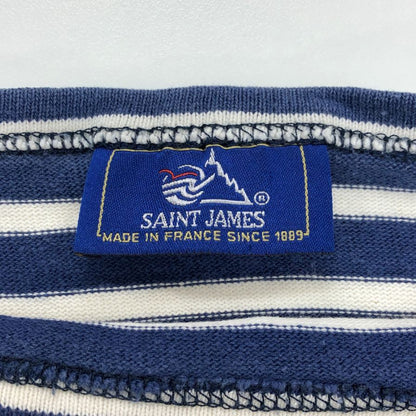 ®
SAINT JAMES
MADE IN FRANCE SINCE 1889